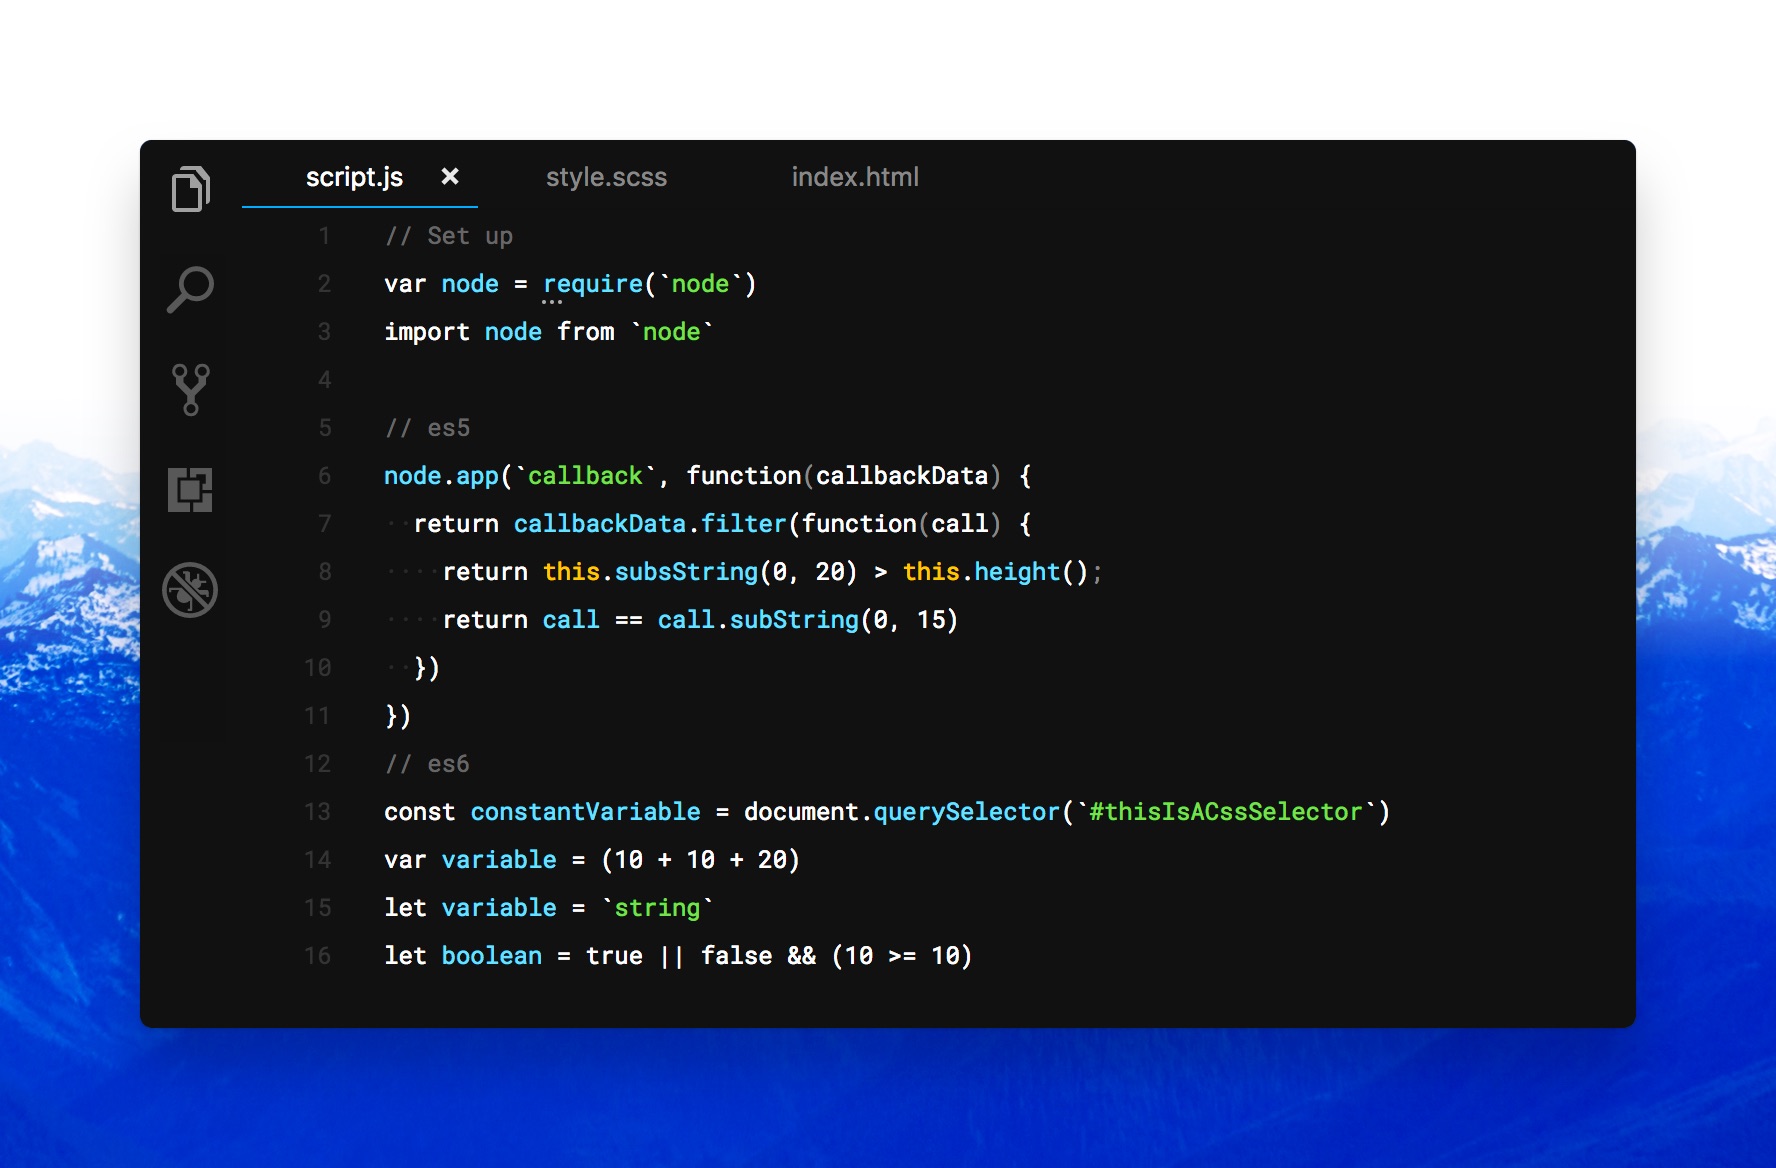 script.js × style.scss index.html
1 // Set up
2 var node = require(`node`)
3 import node from `node`
4
5 // es5
6 node.app(`callback`, function(callbackData) {
7 ··return callbackData.filter(function(call) {
8 ····return this.subsString(0, 20) > this.height();
9 ····return call == call.subString(0, 15)
10 ··})
11 })
12 // es6
13 const constantVariable = document.querySelector(`#thisIsACssSelector`)
14 var variable = (10 + 10 + 20)
15 let variable = `string`
16 let boolean = true || false && (10 >= 10)